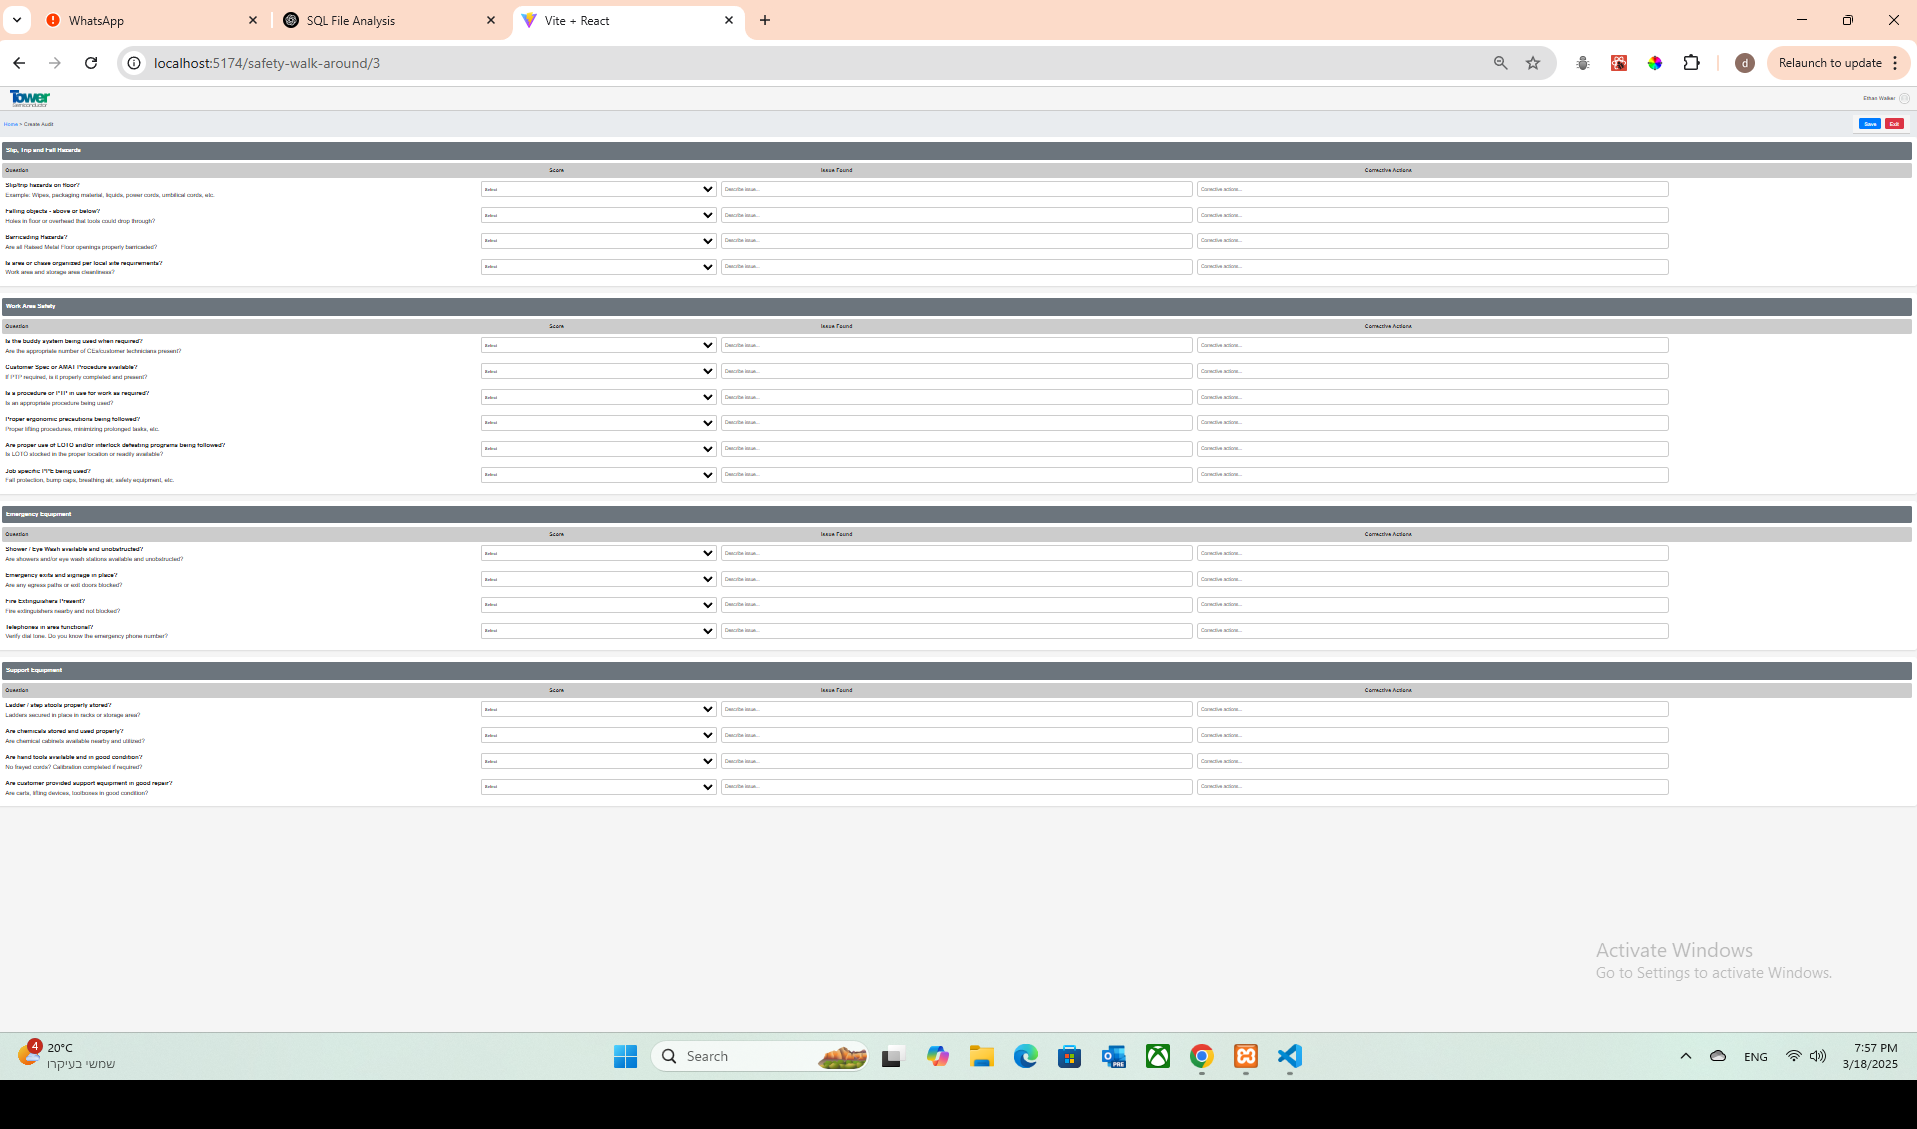 WhatsApp
SQL File Analysis
Vite + React
localhost:5174/safety-walk-around/3
d
Relaunch to update
Tower
Semiconductor
Ethan Walker
Home > Create Audit
Save Exit
Slip, Trip and Fall Hazards
Question Score Issue Found Corrective Actions
Slip/trip hazards on floor?
Example: Wipes, packaging material, liquids, power cords, umbilical cords, etc.
Select Describe issue... Corrective actions...
Falling objects - above or below?
Holes in floor or overhead that tools could drop through?
Select Describe issue... Corrective actions...
Barricading Hazards?
Are all Raised Metal Floor openings properly barricaded?
Select Describe issue... Corrective actions...
Is area or chase organized per local site requirements?
Work area and storage area cleanliness?
Select Describe issue... Corrective actions...
Work Area Safety
Question Score Issue Found Corrective Actions
Is the buddy system being used when required?
Are the appropriate number of CEs/customer technicians present?
Select Describe issue... Corrective actions...
Customer Spec or AMAT Procedure available?
If PTP required, is it properly completed and present?
Select Describe issue... Corrective actions...
Is a procedure or PTP in use for work as required?
Is an appropriate procedure being used?
Select Describe issue... Corrective actions...
Proper ergonomic precautions being followed?
Proper lifting procedures, minimizing prolonged tasks, etc.
Select Describe issue... Corrective actions...
Are proper use of LOTO and/or interlock defeating programs being followed?
Is LOTO stocked in the proper location or readily available?
Select Describe issue... Corrective actions...
Job specific PPE being used?
Fall protection, bump caps, breathing air, safety equipment, etc.
Select Describe issue... Corrective actions...
Emergency Equipment
Question Score Issue Found Corrective Actions
Shower / Eye Wash available and unobstructed?
Are showers and/or eye wash stations available and unobstructed?
Select Describe issue... Corrective actions...
Emergency exits and signage in place?
Are any egress paths or exit doors blocked?
Select Describe issue... Corrective actions...
Fire Extinguishers Present?
Fire extinguishers nearby and not blocked?
Select Describe issue... Corrective actions...
Telephones in area functional?
Verify dial tone. Do you know the emergency phone number?
Select Describe issue... Corrective actions...
Support Equipment
Question Score Issue Found Corrective Actions
Ladder / step stools properly stored?
Ladders secured in place in racks or storage area?
Select Describe issue... Corrective actions...
Are chemicals stored and used properly?
Are chemical cabinets available nearby and utilized?
Select Describe issue... Corrective actions...
Are hand tools available and in good condition?
No frayed cords? Calibration completed if required?
Select Describe issue... Corrective actions...
Are customer provided support equipment in good repair?
Are carts, lifting devices, toolboxes in good condition?
Select Describe issue... Corrective actions...
Activate Windows
Go to Settings to activate Windows.
4
20°C
שמשי בעיקרו
Search
PRE
ENG
7:57 PM
3/18/2025